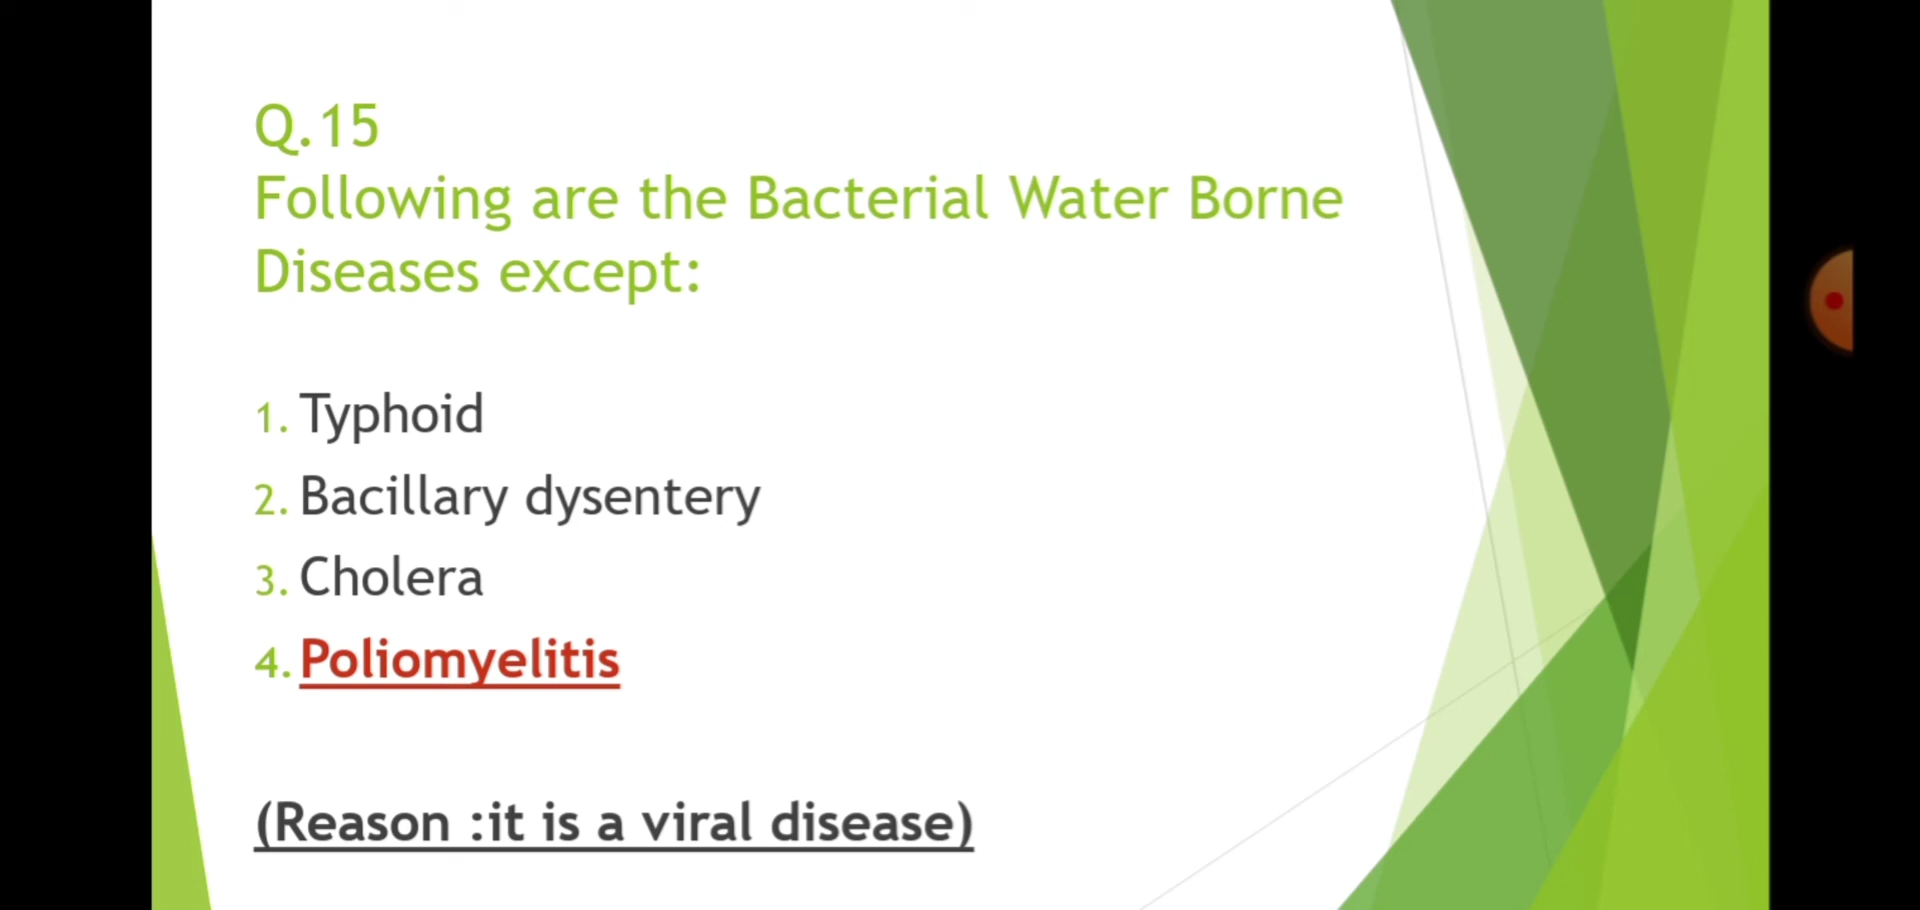 Q.15
Following are the Bacterial Water Borne
Diseases except:
1. Typhoid
2. Bacillary dysentery
3. Cholera
4. Poliomyelitis
(Reason :it is a viral disease)